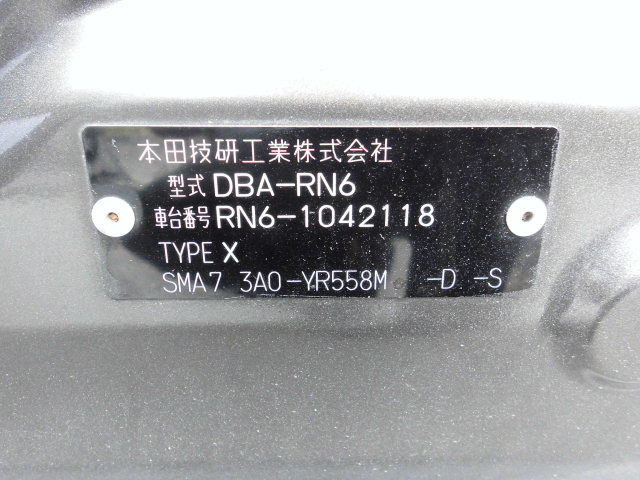 本田技研工業株式会社
型式 DBA-RN6
車台番号 RN6-1042118
TYPE X
SMA7 3A0-YR558M -D -S